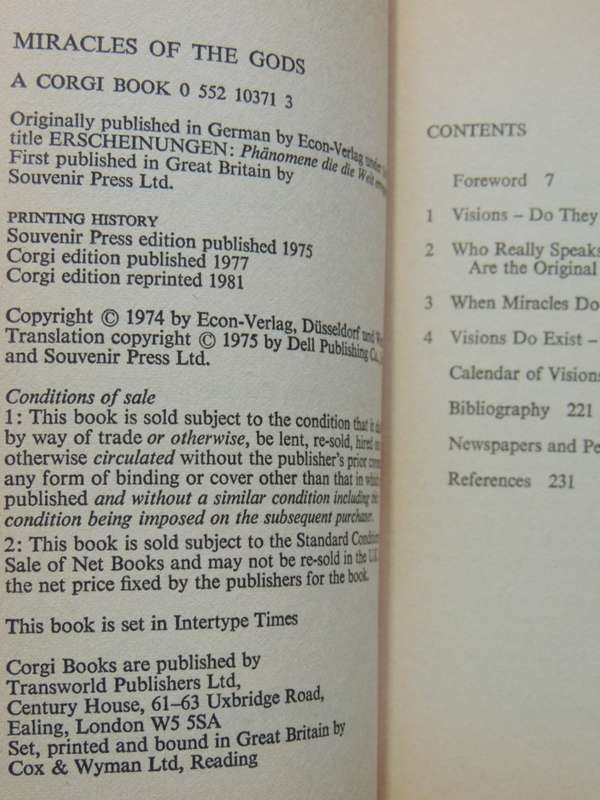 MIRACLES OF THE GODS
A CORGI BOOK 0 552 10371 3
Originally published in German by Econ-Verlag under
title ERSCHEINUNGEN: Phänomene die die Welt
First published in Great Britain by
Souvenir Press Ltd.
PRINTING HISTORY
Souvenir Press edition published 1975
Corgi edition published 1977
Corgi edition reprinted 1981
Copyright © 1974 by Econ-Verlag, Düsseldorf und
Translation copyright © 1975 by Dell Publishing Co.,
and Souvenir Press Ltd.
Conditions of sale
1: This book is sold subject to the condition that it
by way of trade or otherwise, be lent, re-sold, hired
otherwise circulated without the publisher's prior
any form of binding or cover other than that in which
published and without a similar condition including this
condition being imposed on the subsequent purchaser.
2: This book is sold subject to the Standard
Sale of Net Books and may not be re-sold in the U.K.
the net price fixed by the publishers for the book.
This book is set in Intertype Times
Corgi Books are published by
Transworld Publishers Ltd,
Century House, 61–63 Uxbridge Road,
Ealing, London W5 5SA
Set, printed and bound in Great Britain by
Cox & Wyman Ltd, Reading
CONTENTS
Foreword 7
1 Visions – Do They
2 Who Really Speaks
Are the Original
3 When Miracles Do
4 Visions Do Exist –
Calendar of Visions
Bibliography 221
Newspapers and
References 231